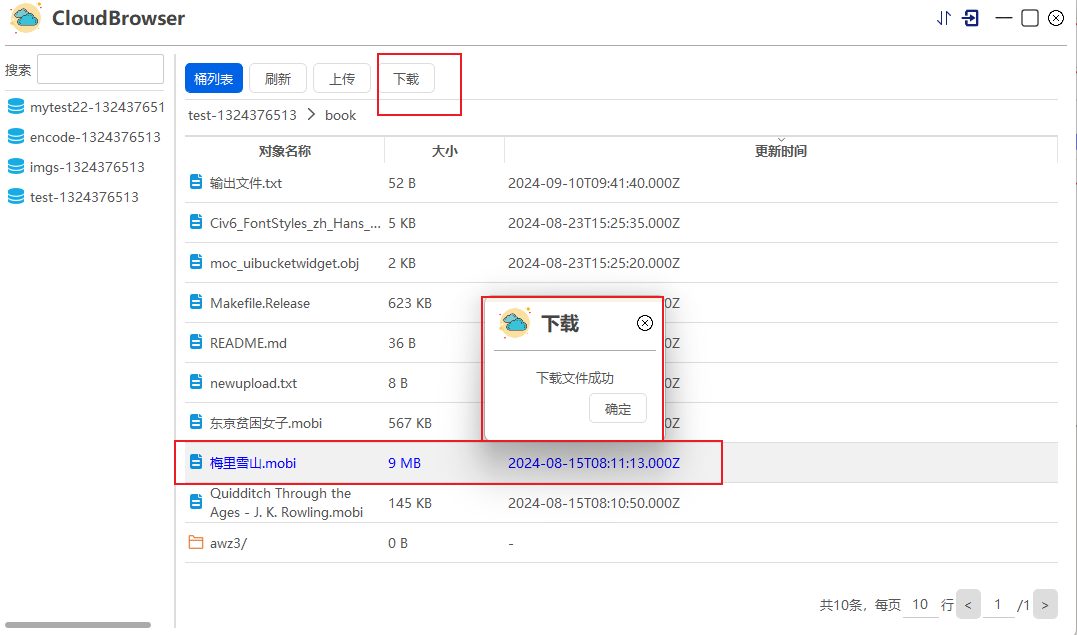 CloudBrowser
搜索
桶列表 刷新 上传 下载
test-1324376513 > book
mytest22-132437651
encode-1324376513
imgs-1324376513
test-1324376513
对象名称 大小 更新时间
输出文件.txt 52 B 2024-09-10T09:41:40.000Z
Civ6_FontStyles_zh_Hans_... 5 KB 2024-08-23T15:25:35.000Z
moc_uibucketwidget.obj 2 KB 2024-08-23T15:25:20.000Z
Makefile.Release 623 KB 0Z
README.md 36 B 0Z
newupload.txt 8 B 0Z
东京贫困女子.mobi 567 KB 0Z
下载
下载文件成功
确定
梅里雪山.mobi 9 MB 2024-08-15T08:11:13.000Z
Quidditch Through the
Ages - J. K. Rowling.mobi 145 KB 2024-08-15T08:10:50.000Z
awz3/ 0 B -
共10条，每页 10 行 < 1 /1 >